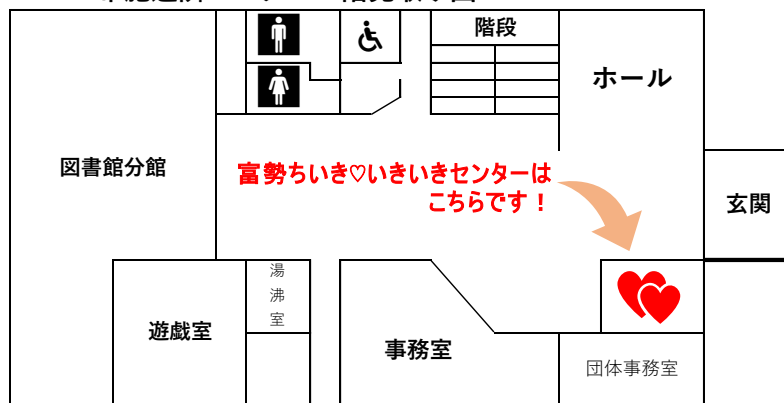 階段
ホール
図書館分館
富勢ちいき♡いきいきセンターは
こちらです！
玄関
湯沸室
遊戯室
事務室
団体事務室